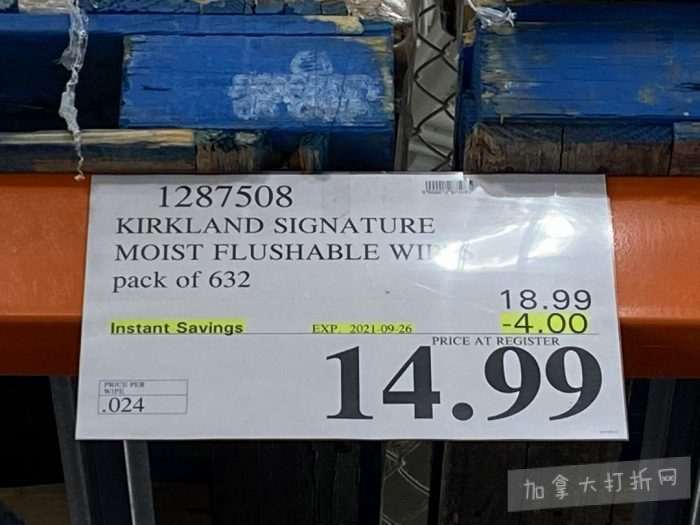 1287508
KIRKLAND SIGNATURE
MOIST FLUSHABLE
pack of 632
18.99
Instant Savings EXP. 2021-09-26 -4.00
PRICE AT REGISTER
14.99
PRICE PER
WIPE
.024
加拿大打折网